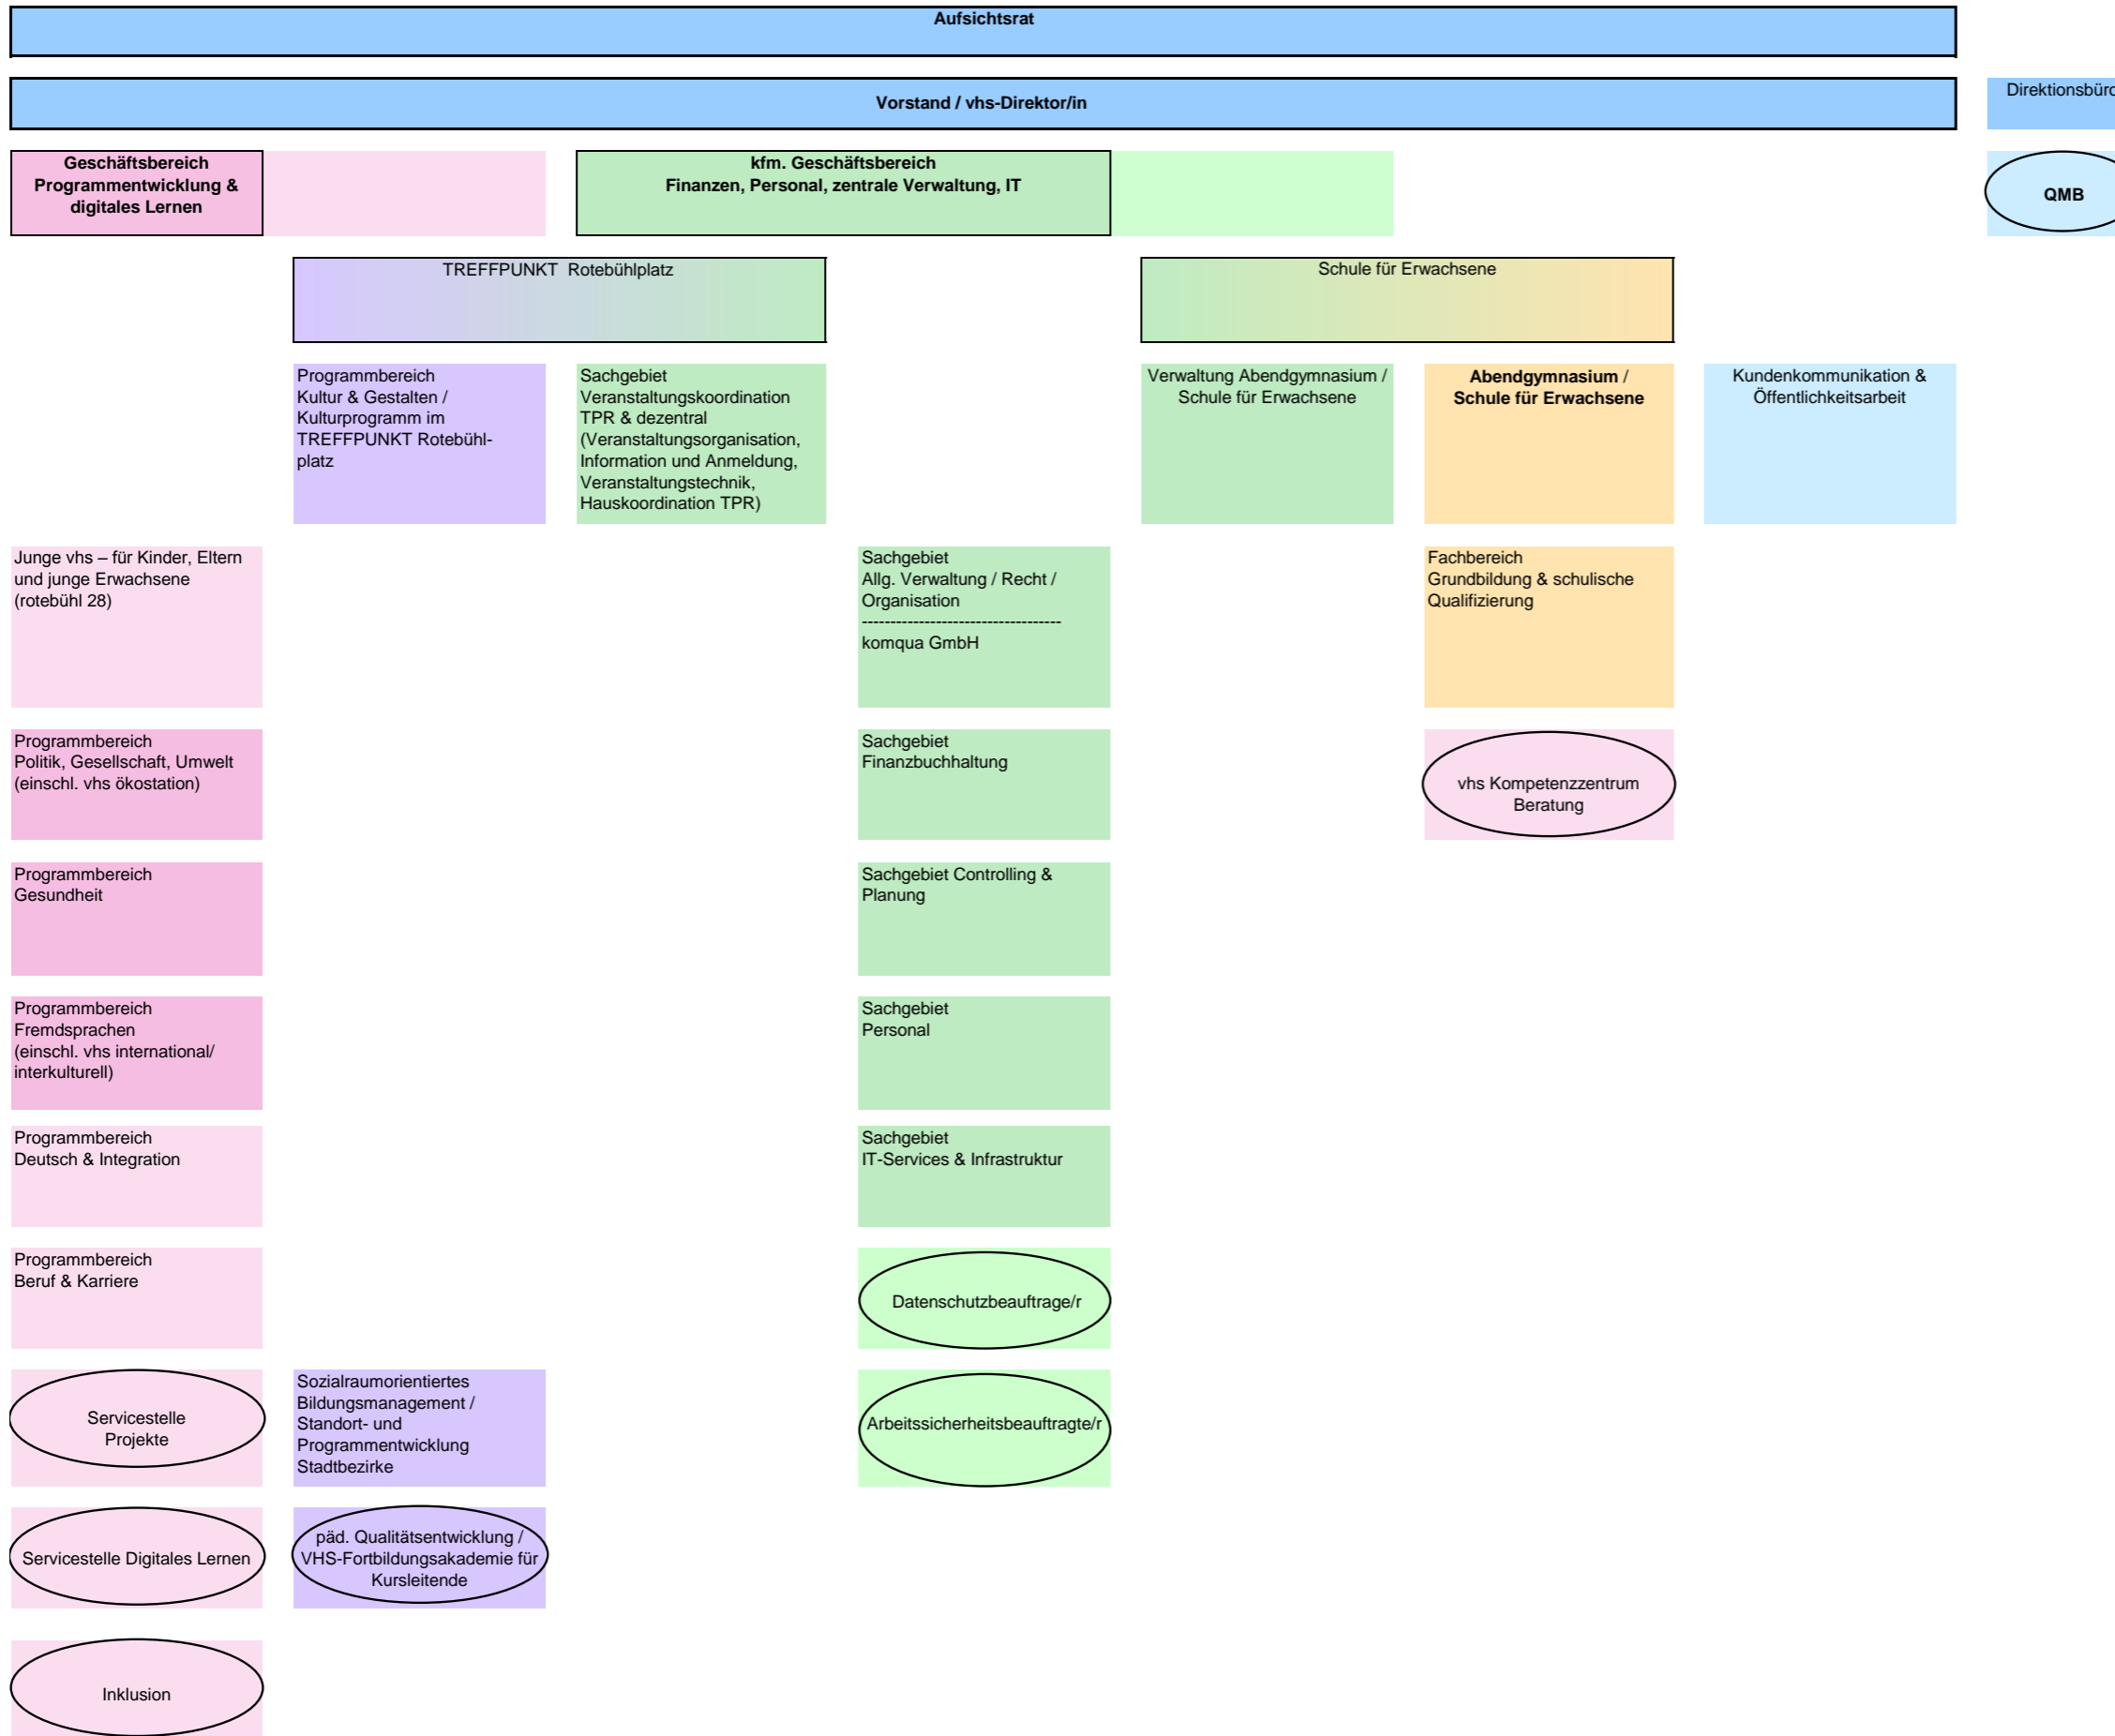 Aufsichtsrat
Vorstand / vhs-Direktor/in
Direktionsbüro
Geschäftsbereich
Programmentwicklung &
digitales Lernen
kfm. Geschäftsbereich
Finanzen, Personal, zentrale Verwaltung, IT
QMB
TREFFPUNKT Rotebühlplatz
Schule für Erwachsene
Programmbereich
Kultur & Gestalten /
Kulturprogramm im
TREFFPUNKT Rotebühl-
platz
Sachgebiet
Veranstaltungskoordination
TPR & dezentral
(Veranstaltungsorganisation,
Information und Anmeldung,
Veranstaltungstechnik,
Hauskoordination TPR)
Verwaltung Abendgymnasium /
Schule für Erwachsene
Abendgymnasium /
Schule für Erwachsene
Kundenkommunikation &
Öffentlichkeitsarbeit
Junge vhs – für Kinder, Eltern
und junge Erwachsene
(rotebühl 28)
Sachgebiet
Allg. Verwaltung / Recht /
Organisation
-----------------------------------
komqua GmbH
Fachbereich
Grundbildung & schulische
Qualifizierung
Programmbereich
Politik, Gesellschaft, Umwelt
(einschl. vhs ökostation)
Sachgebiet
Finanzbuchhaltung
vhs Kompetenzzentrum
Beratung
Programmbereich
Gesundheit
Sachgebiet Controlling &
Planung
Programmbereich
Fremdsprachen
(einschl. vhs international/
interkulturell)
Sachgebiet
Personal
Programmbereich
Deutsch & Integration
Sachgebiet
IT-Services & Infrastruktur
Programmbereich
Beruf & Karriere
Datenschutzbeauftrage/r
Servicestelle
Projekte
Sozialraumorientiertes
Bildungsmanagement /
Standort- und
Programmentwicklung
Stadtbezirke
Arbeitssicherheitsbeauftragte/r
Servicestelle Digitales Lernen
päd. Qualitätsentwicklung /
VHS-Fortbildungsakademie für
Kursleitende
Inklusion